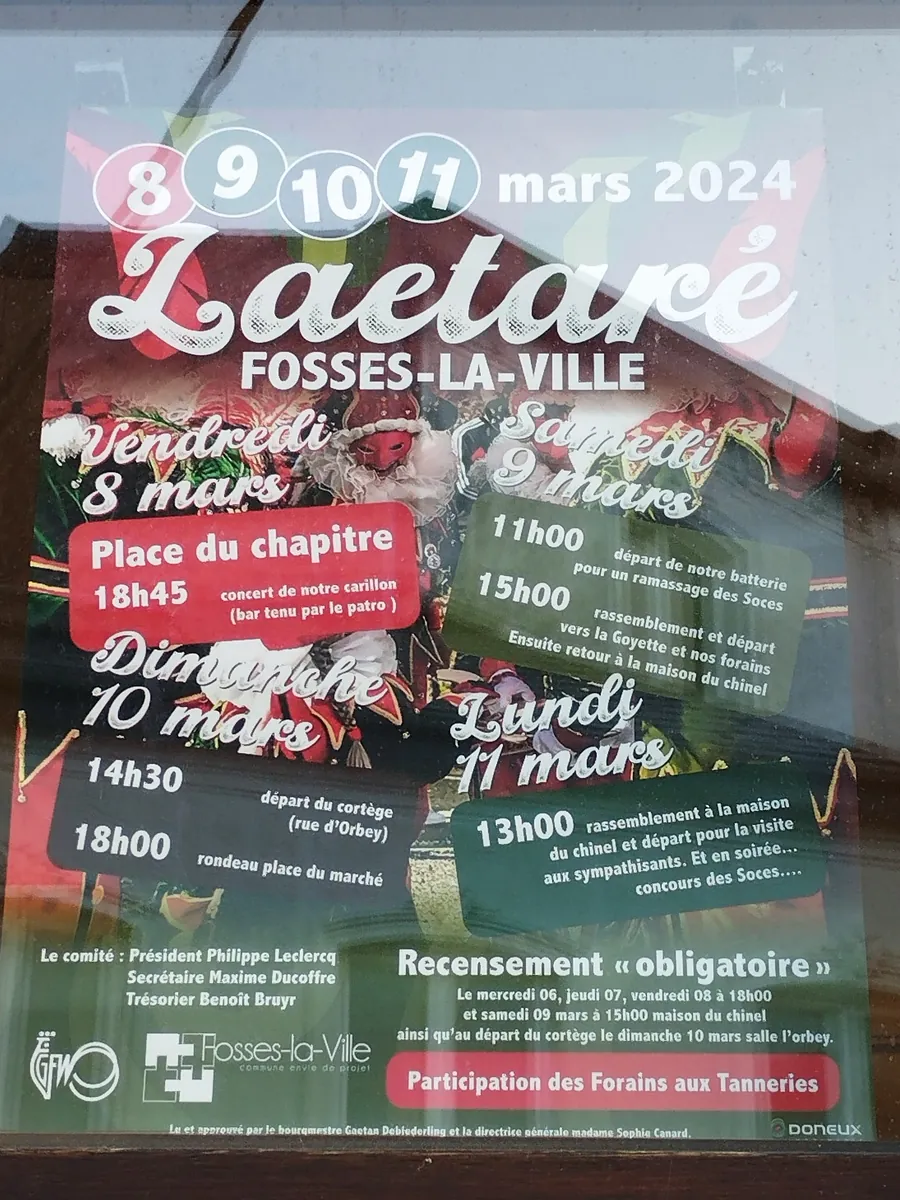 8 9 10 11 mars 2024
Laetaré
FOSSES-LA-VILLE
Vendredi
8 mars
Place du chapitre
18h45 concert de notre carillon
(bar tenu par le patro )
Samedi
9 mars
11h00 départ de notre batterie
pour un ramassage des Soces
15h00 rassemblement et départ
vers la Goyette et nos forains
Ensuite retour à la maison du chinel
Dimanche
10 mars
14h30 départ du cortège
(rue d'Orbey)
18h00 rondeau place du marché
Lundi
11 mars
13h00 rassemblement à la maison
du chinel et départ pour la visite
aux sympathisants. Et en soirée...
concours des Soces....
Le comité : Président Philippe Leclercq
Secrétaire Maxime Ducoffre
Trésorier Benoît Bruyr
Recensement « obligatoire »
Le mercredi 06, jeudi 07, vendredi 08 à 18h00
et samedi 09 mars à 15h00 maison du chinel
ainsi qu'au départ du cortège le dimanche 10 mars salle l'orbey.
Participation des Forains aux Tanneries
Fosses-la-Ville
commune envie de projet
Lu et approuvé par le bourgmestre Gaetan Debiederling et la directrice générale madame Sophie Canard.
DONEUX